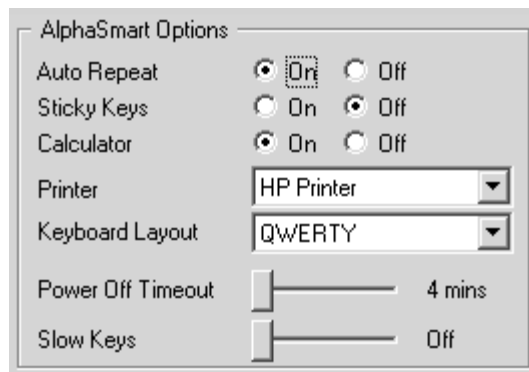 AlphaSmart Options
Auto Repeat On Off
Sticky Keys On Off
Calculator On Off
Printer HP Printer
Keyboard Layout QWERTY
Power Off Timeout 4 mins
Slow Keys Off